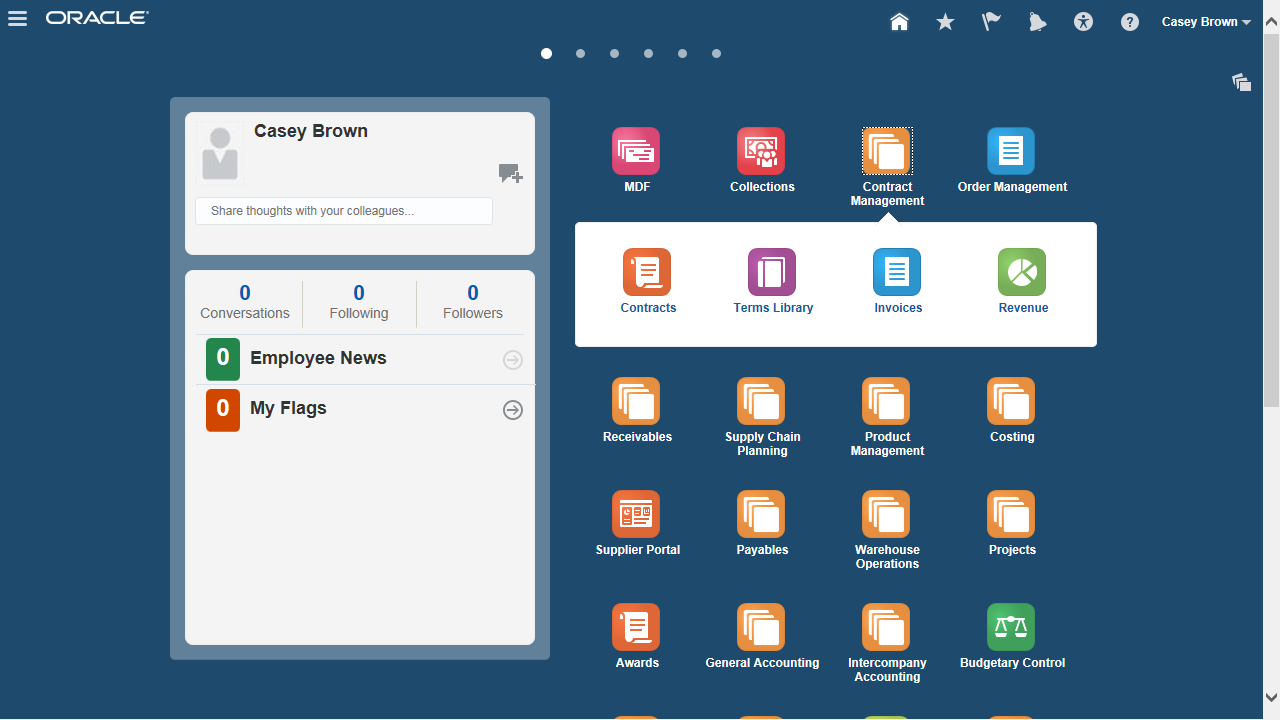 ORACLE
Casey Brown
Casey Brown
Share thoughts with your colleagues...
0
Conversations
0
Following
0
Followers
0 Employee News
0 My Flags
MDF
Collections
Contract
Management
Order Management
Contracts
Terms Library
Invoices
Revenue
Receivables
Supply Chain
Planning
Product
Management
Costing
Supplier Portal
Payables
Warehouse
Operations
Projects
Awards
General Accounting
Intercompany
Accounting
Budgetary Control